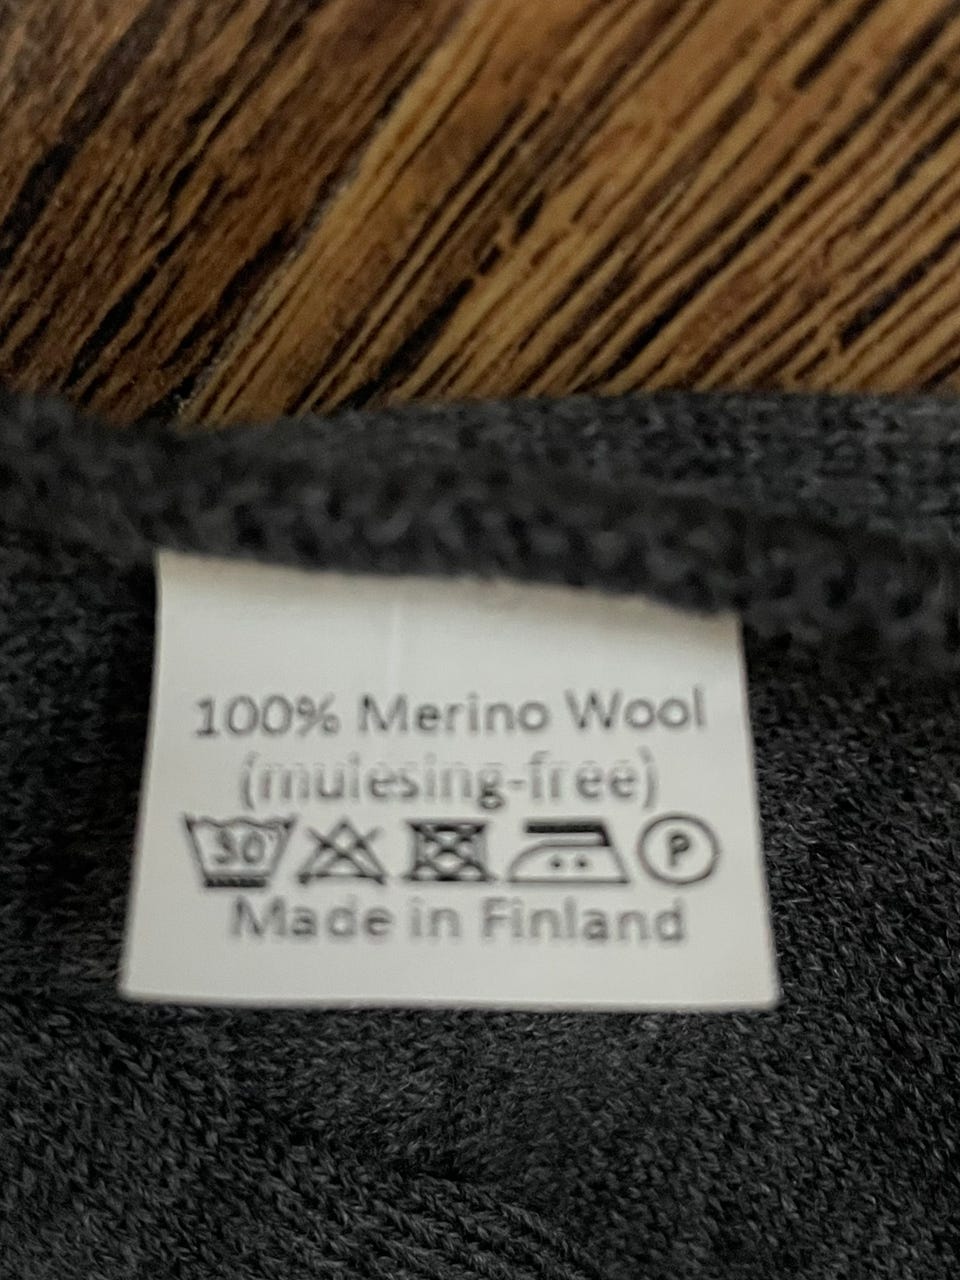 100% Merino Wool
(mulesing-free)
30° P
Made in Finland